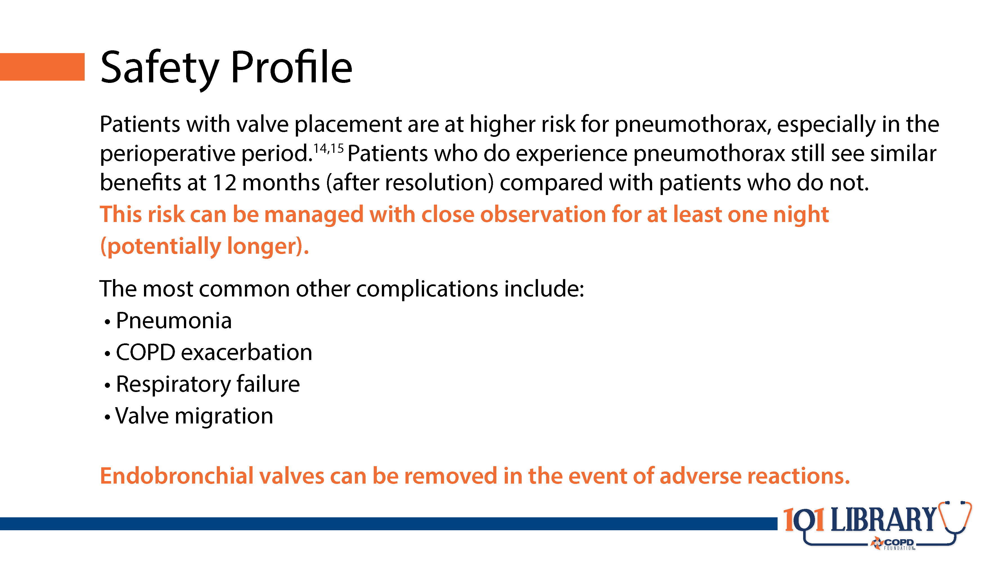 Safety Profile
Patients with valve placement are at higher risk for pneumothorax, especially in the
perioperative period.14,15 Patients who do experience pneumothorax still see similar
benefits at 12 months (after resolution) compared with patients who do not.
This risk can be managed with close observation for at least one night
(potentially longer).
The most common other complications include:
• Pneumonia
• COPD exacerbation
• Respiratory failure
• Valve migration
Endobronchial valves can be removed in the event of adverse reactions.
101 LIBRARY
COPD
FOUNDATION®